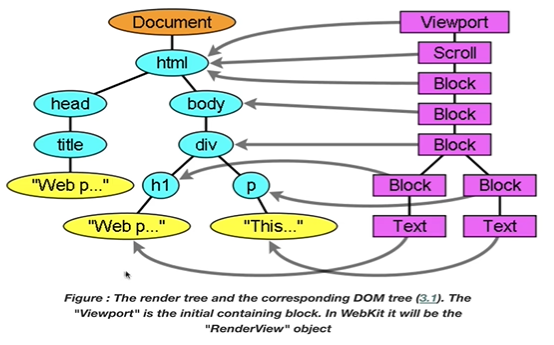 Document
Viewport
html
Scroll
Block
head
body
Block
title
div
Block
"Web p..."
h1
p
Block
Block
"Web p..."
"This..."
Text
Text
Figure : The render tree and the corresponding DOM tree (3.1). The
"Viewport" is the initial containing block. In WebKit it will be the
"RenderView" object